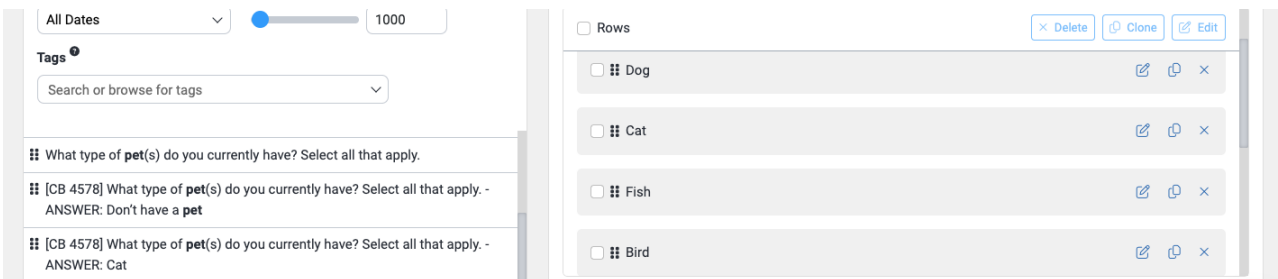 All Dates
1000
Tags ?
Search or browse for tags
What type of pet(s) do you currently have? Select all that apply.
[CB 4578] What type of pet(s) do you currently have? Select all that apply. -
ANSWER: Don’t have a pet
[CB 4578] What type of pet(s) do you currently have? Select all that apply. -
ANSWER: Cat
Rows
Delete
Clone
Edit
Dog
Cat
Fish
Bird